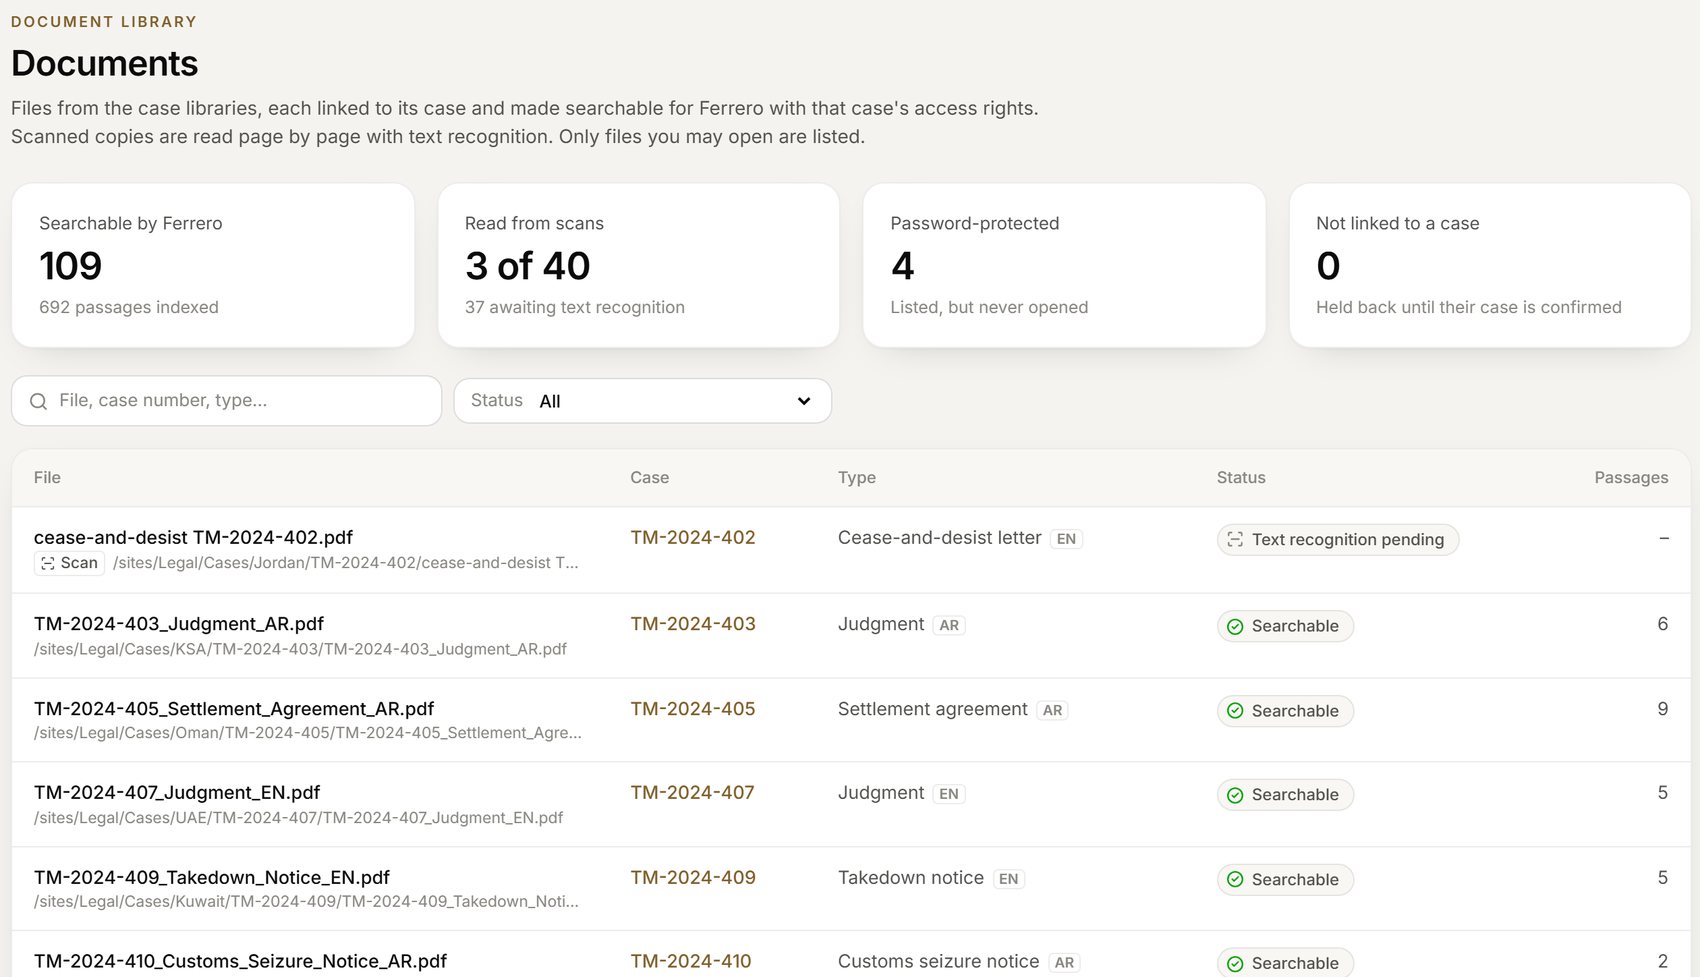 DOCUMENT LIBRARY
Documents
Files from the case libraries, each linked to its case and made searchable for Ferrero with that case's access rights.
Scanned copies are read page by page with text recognition. Only files you may open are listed.
Searchable by Ferrero
109
692 passages indexed
Read from scans
3 of 40
37 awaiting text recognition
Password-protected
4
Listed, but never opened
Not linked to a case
0
Held back until their case is confirmed
File, case number, type...
Status All
File Case Type Status Passages
cease-and-desist TM-2024-402.pdf TM-2024-402 Cease-and-desist letter EN Text recognition pending –
Scan /sites/Legal/Cases/Jordan/TM-2024-402/cease-and-desist T...
TM-2024-403_Judgment_AR.pdf TM-2024-403 Judgment AR Searchable 6
/sites/Legal/Cases/KSA/TM-2024-403/TM-2024-403_Judgment_AR.pdf
TM-2024-405_Settlement_Agreement_AR.pdf TM-2024-405 Settlement agreement AR Searchable 9
/sites/Legal/Cases/Oman/TM-2024-405/TM-2024-405_Settlement_Agre...
TM-2024-407_Judgment_EN.pdf TM-2024-407 Judgment EN Searchable 5
/sites/Legal/Cases/UAE/TM-2024-407/TM-2024-407_Judgment_EN.pdf
TM-2024-409_Takedown_Notice_EN.pdf TM-2024-409 Takedown notice EN Searchable 5
/sites/Legal/Cases/Kuwait/TM-2024-409/TM-2024-409_Takedown_Noti...
TM-2024-410_Customs_Seizure_Notice_AR.pdf TM-2024-410 Customs seizure notice AR Searchable 2